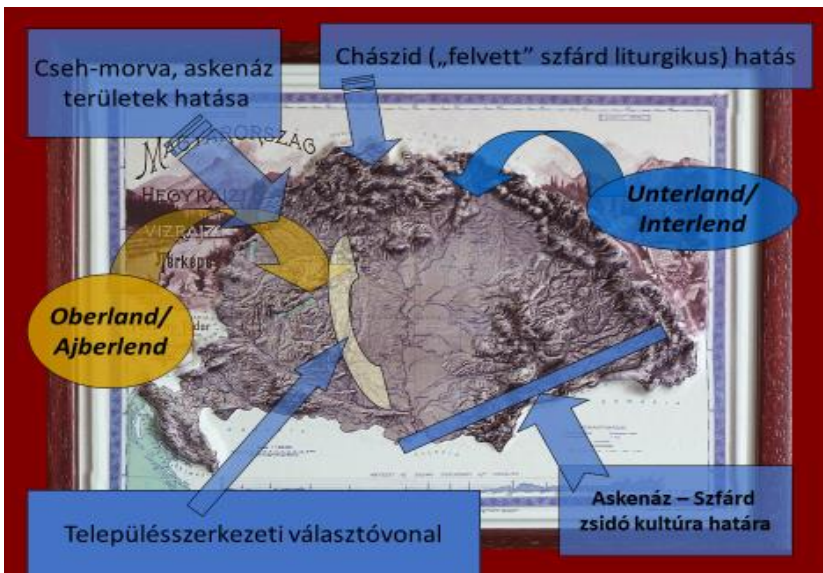 Cseh-morva, askenáz
területek hatása
Chászid („felvett” szfárd liturgikus) hatás
MAGYARORSZÁG
HEGYRAJZI
VIZRAJZI
Térképe
Unterland/
Interlend
Oberland/
Ajberlend
Településszerkezeti választóvonal
Askenáz – Szfárd
zsidó kultúra határa